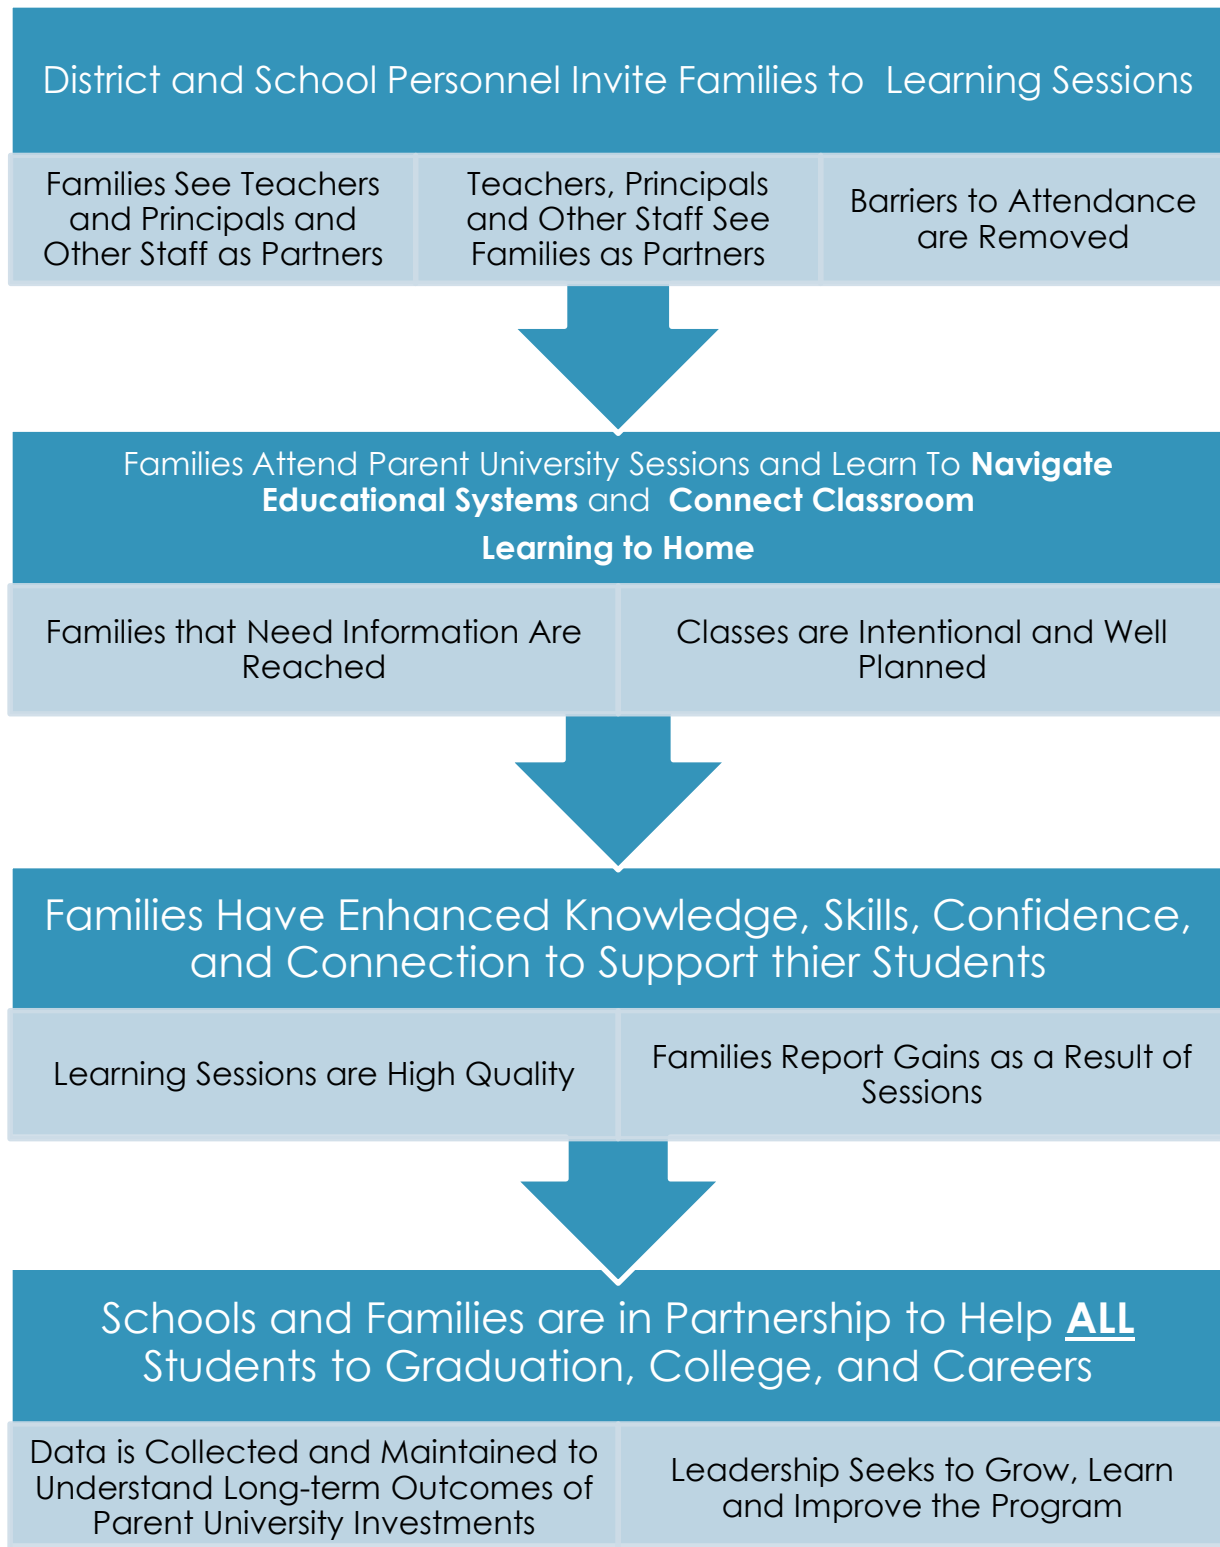 District and School Personnel Invite Families to Learning Sessions
Families See Teachers
and Principals and
Other Staff as Partners
Teachers, Principals
and Other Staff See
Families as Partners
Barriers to Attendance
are Removed
Families Attend Parent University Sessions and Learn To Navigate
Educational Systems and Connect Classroom
Learning to Home
Families that Need Information Are
Reached
Classes are Intentional and Well
Planned
Families Have Enhanced Knowledge, Skills, Confidence,
and Connection to Support thier Students
Learning Sessions are High Quality
Families Report Gains as a Result of
Sessions
Schools and Families are in Partnership to Help ALL
Students to Graduation, College, and Careers
Data is Collected and Maintained to
Understand Long-term Outcomes of
Parent University Investments
Leadership Seeks to Grow, Learn
and Improve the Program